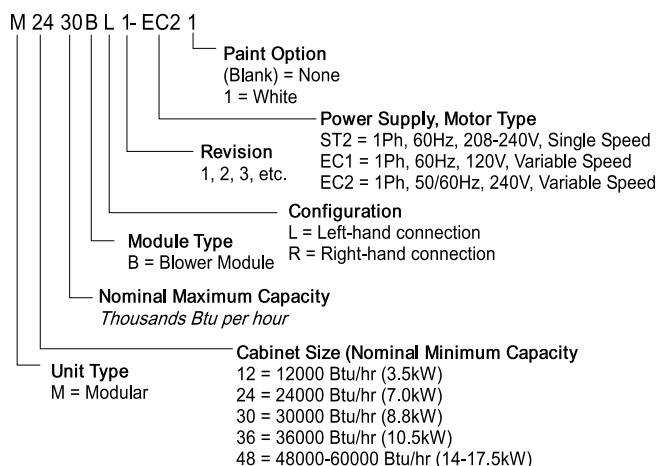 M 24 30 B L 1- EC2 1
Paint Option
(Blank) = None
1 = White
Power Supply, Motor Type
ST2 = 1Ph, 60Hz, 208-240V, Single Speed
EC1 = 1Ph, 60Hz, 120V, Variable Speed
EC2 = 1Ph, 50/60Hz, 240V, Variable Speed
Revision
1, 2, 3, etc.
Configuration
L = Left-hand connection
R = Right-hand connection
Module Type
B = Blower Module
Nominal Maximum Capacity
Thousands Btu per hour
Cabinet Size (Nominal Minimum Capacity
12 = 12000 Btu/hr (3.5kW)
24 = 24000 Btu/hr (7.0kW)
30 = 30000 Btu/hr (8.8kW)
36 = 36000 Btu/hr (10.5kW)
48 = 48000-60000 Btu/hr (14-17.5kW)
Unit Type
M = Modular